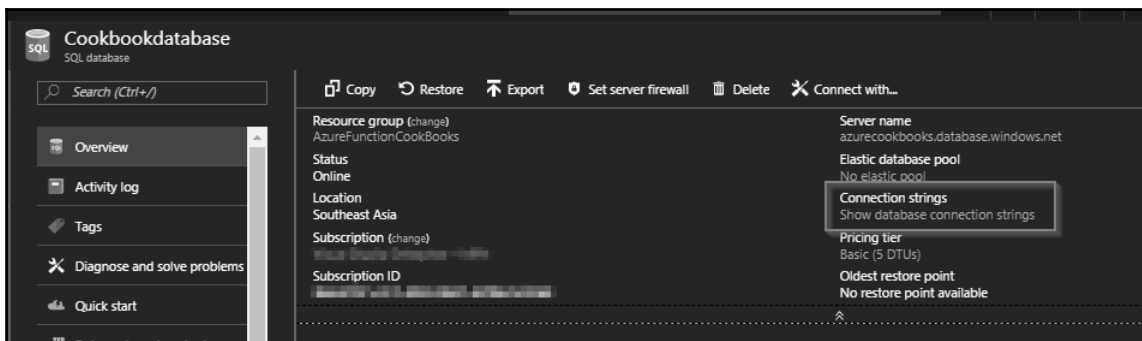 SQL
Cookbookdatabase
SQL database
Search (Ctrl+/)
Overview
SQL
Activity log
Tags
Diagnose and solve problems
Quick start
Copy
Restore
Export
Set server firewall
Delete
Connect with...
Resource group (change)
AzureFunctionCookBooks
Status
Online
Location
Southeast Asia
Subscription (change)
Subscription ID
Server name
azurecookbooks.database.windows.net
Elastic database pool
No elastic pool
Connection strings
Show database connection strings
Pricing tier
Basic (5 DTUs)
Oldest restore point
No restore point available